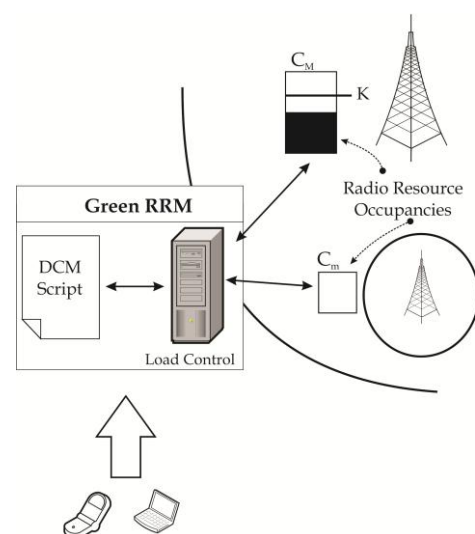 C_M
K
Radio Resource
Occupancies
Green RRM
DCM
Script
Load Control
C_m